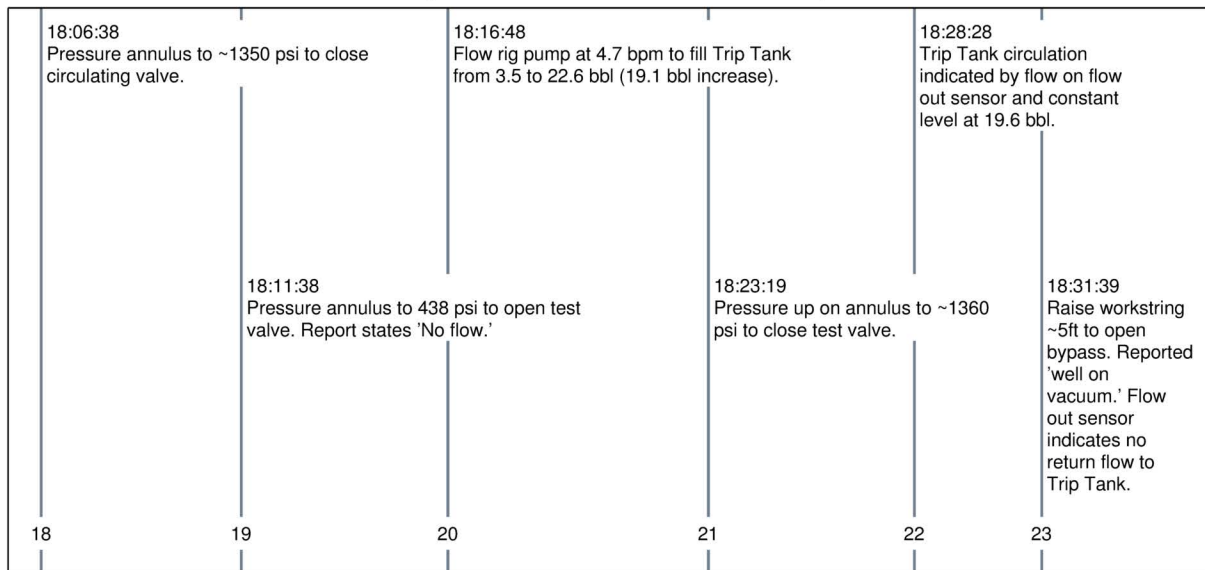 18:06:38
Pressure annulus to ~1350 psi to close
circulating valve.
18:16:48
Flow rig pump at 4.7 bpm to fill Trip Tank
from 3.5 to 22.6 bbl (19.1 bbl increase).
18:28:28
Trip Tank circulation
indicated by flow on flow
out sensor and constant
level at 19.6 bbl.
18:11:38
Pressure annulus to 438 psi to open test
valve. Report states 'No flow.'
18:23:19
Pressure up on annulus to ~1360
psi to close test valve.
18:31:39
Raise workstring
~5ft to open
bypass. Reported
'well on
vacuum.' Flow
out sensor
indicates no
return flow to
Trip Tank.
18 19 20 21 22 23